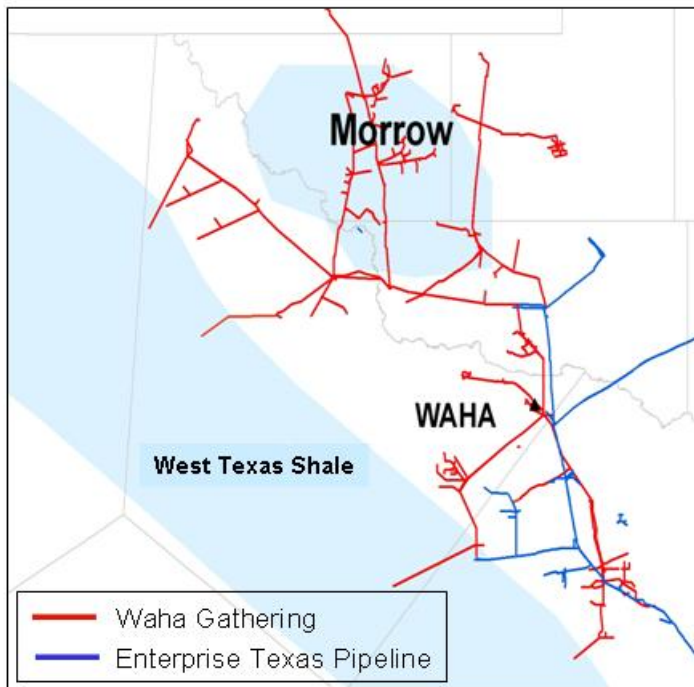 Morrow
WAHA
West Texas Shale
Waha Gathering
Enterprise Texas Pipeline